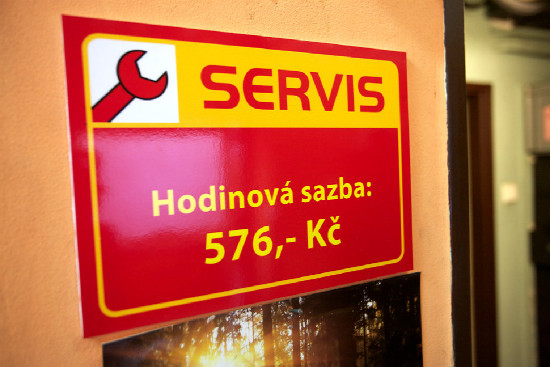 SERVIS
Hodinová sazba:
576,- Kč